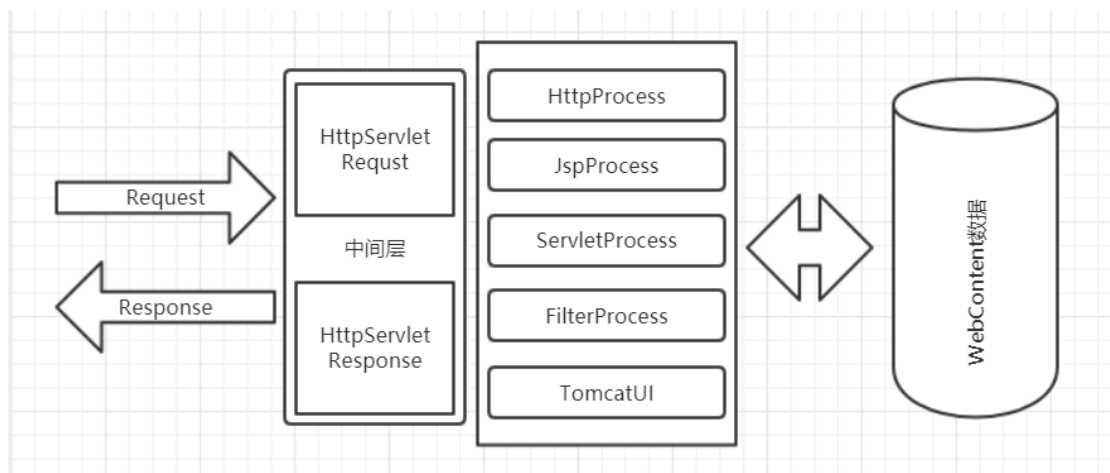 Request
Response
HttpServlet
Requst
中间层
HttpServlet
Response
HttpProcess
JspProcess
ServletProcess
FilterProcess
TomcatUI
WebContent数据